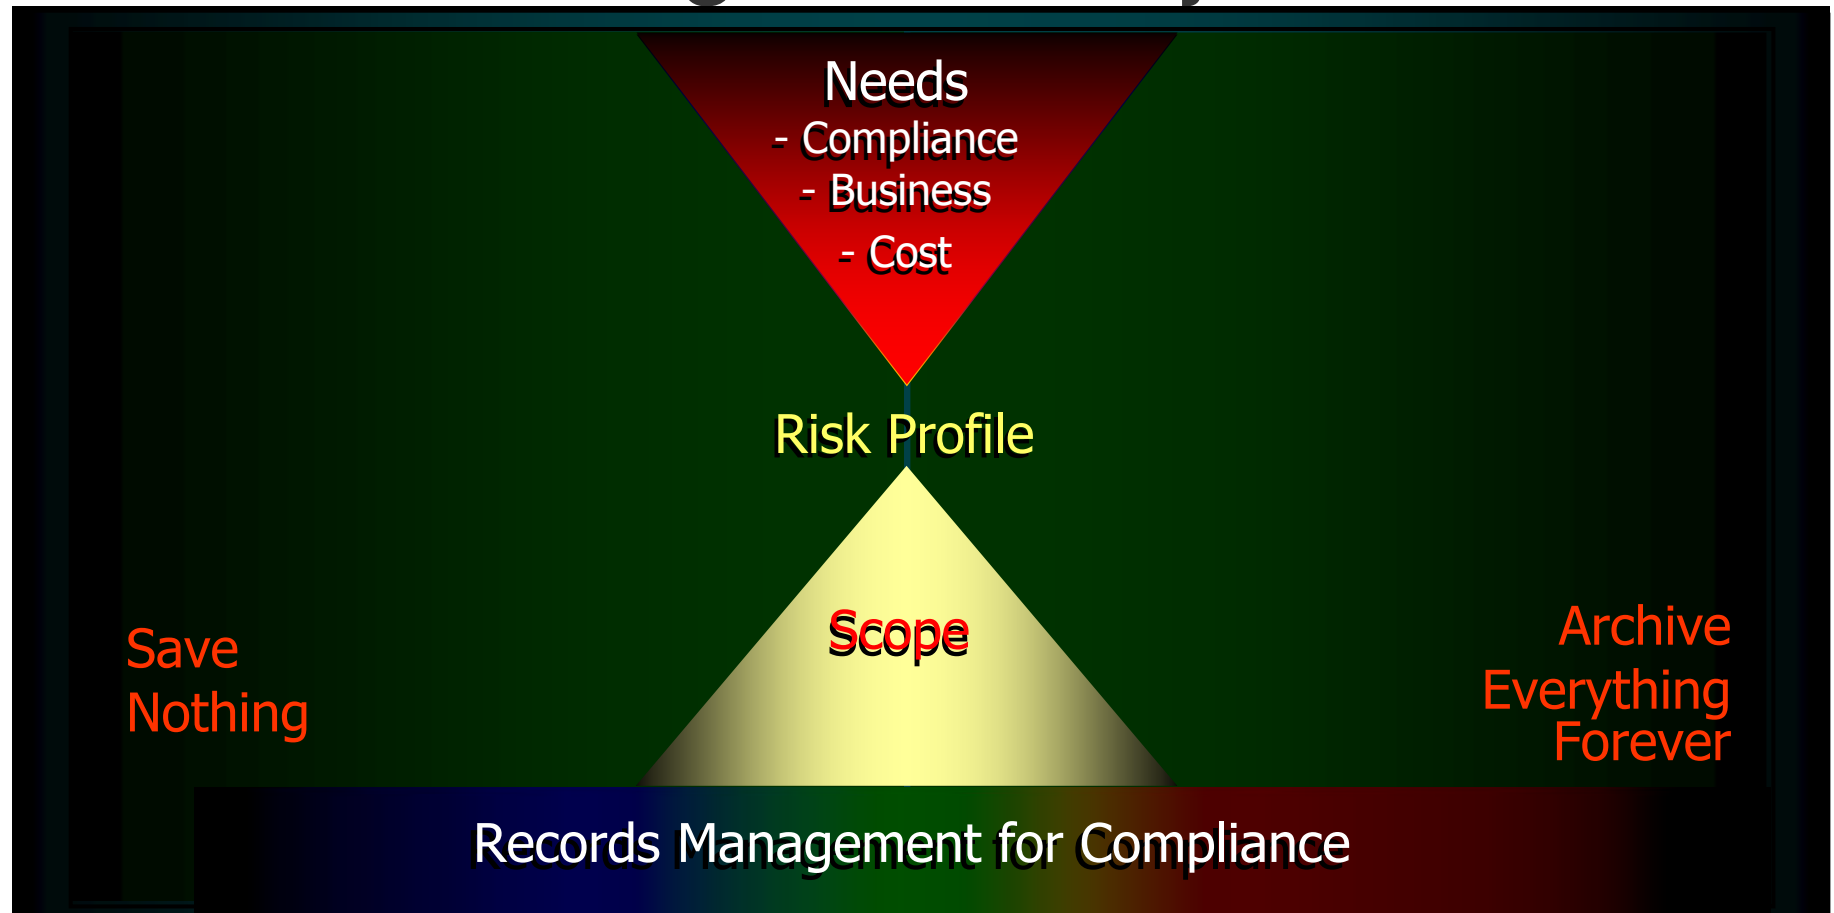 Needs
- Compliance
- Business
- Cost
Risk Profile
Scope
Save
Nothing
Archive
Everything
Forever
Records Management for Compliance